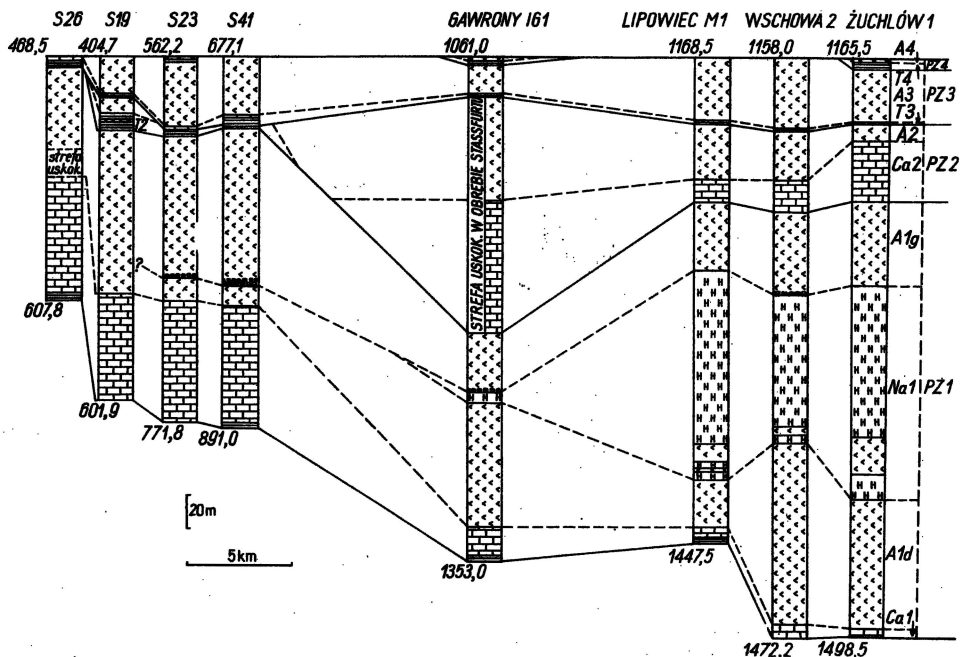 S26 S19 S23 S41 GAWRONY IG1 LIPOWIEC M1 WSCHOWA 2 ŻUCHLÓW 1
468,5 404,7 562,2 677,1 1061,0 1168,5 1158,0 1165,5 A4
PZ4
T4
A3 PZ3
T3
T2
A2
strefa
uskok.
Ca2 PZ2
STREFA USKOK. W OBRĘBIE STASSFURTU
A1g
?
607,8
Na1 PZ1
601,9
771,8 891,0
20m
5km
A1d
1353,0 1447,5
Ca1
1472,2 1498,5